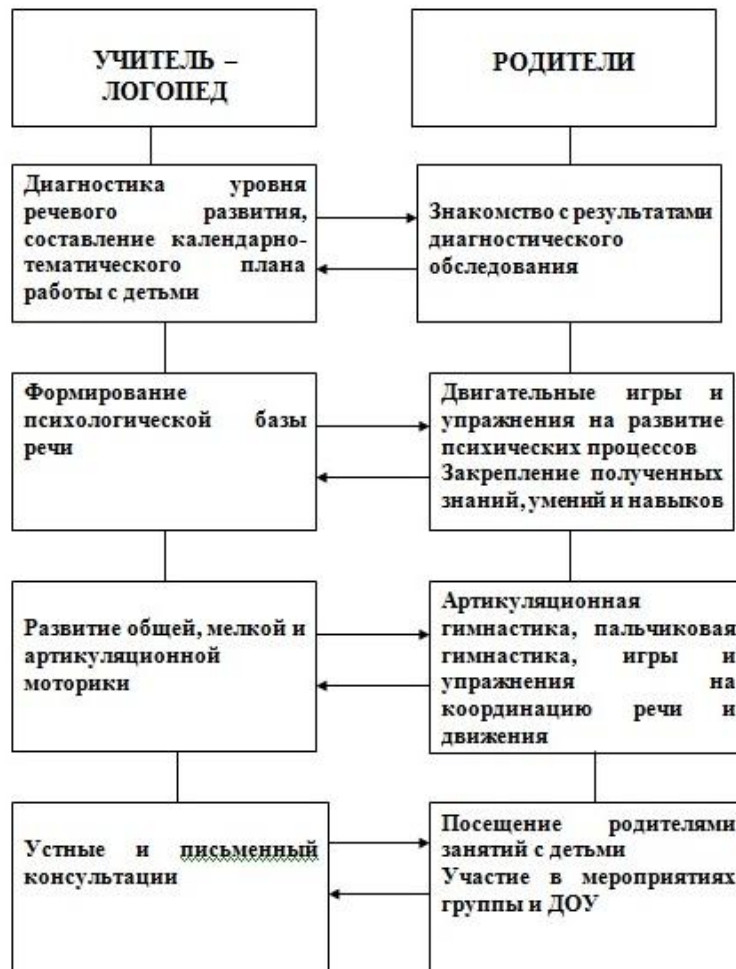 УЧИТЕЛЬ –
ЛОГОПЕД
РОДИТЕЛИ
Диагностика уровня
речевого развития,
составление календарно-
тематического плана
работы с детьми
Знакомство с результатами
диагностического
обследования
Формирование
психологической базы
речи
Двигательные игры и
упражнения на развитие
психических процессов
Закрепление полученных
знаний, умений и навыков
Развитие общей, мелкой и
артикуляционной
моторики
Артикуляционная
гимнастика, пальчиковая
гимнастика, игры и
упражнения на
координацию речи и
движения
Устные и письменный
консультации
Посещение родителями
занятий с детьми
Участие в мероприятиях
группы и ДОУ